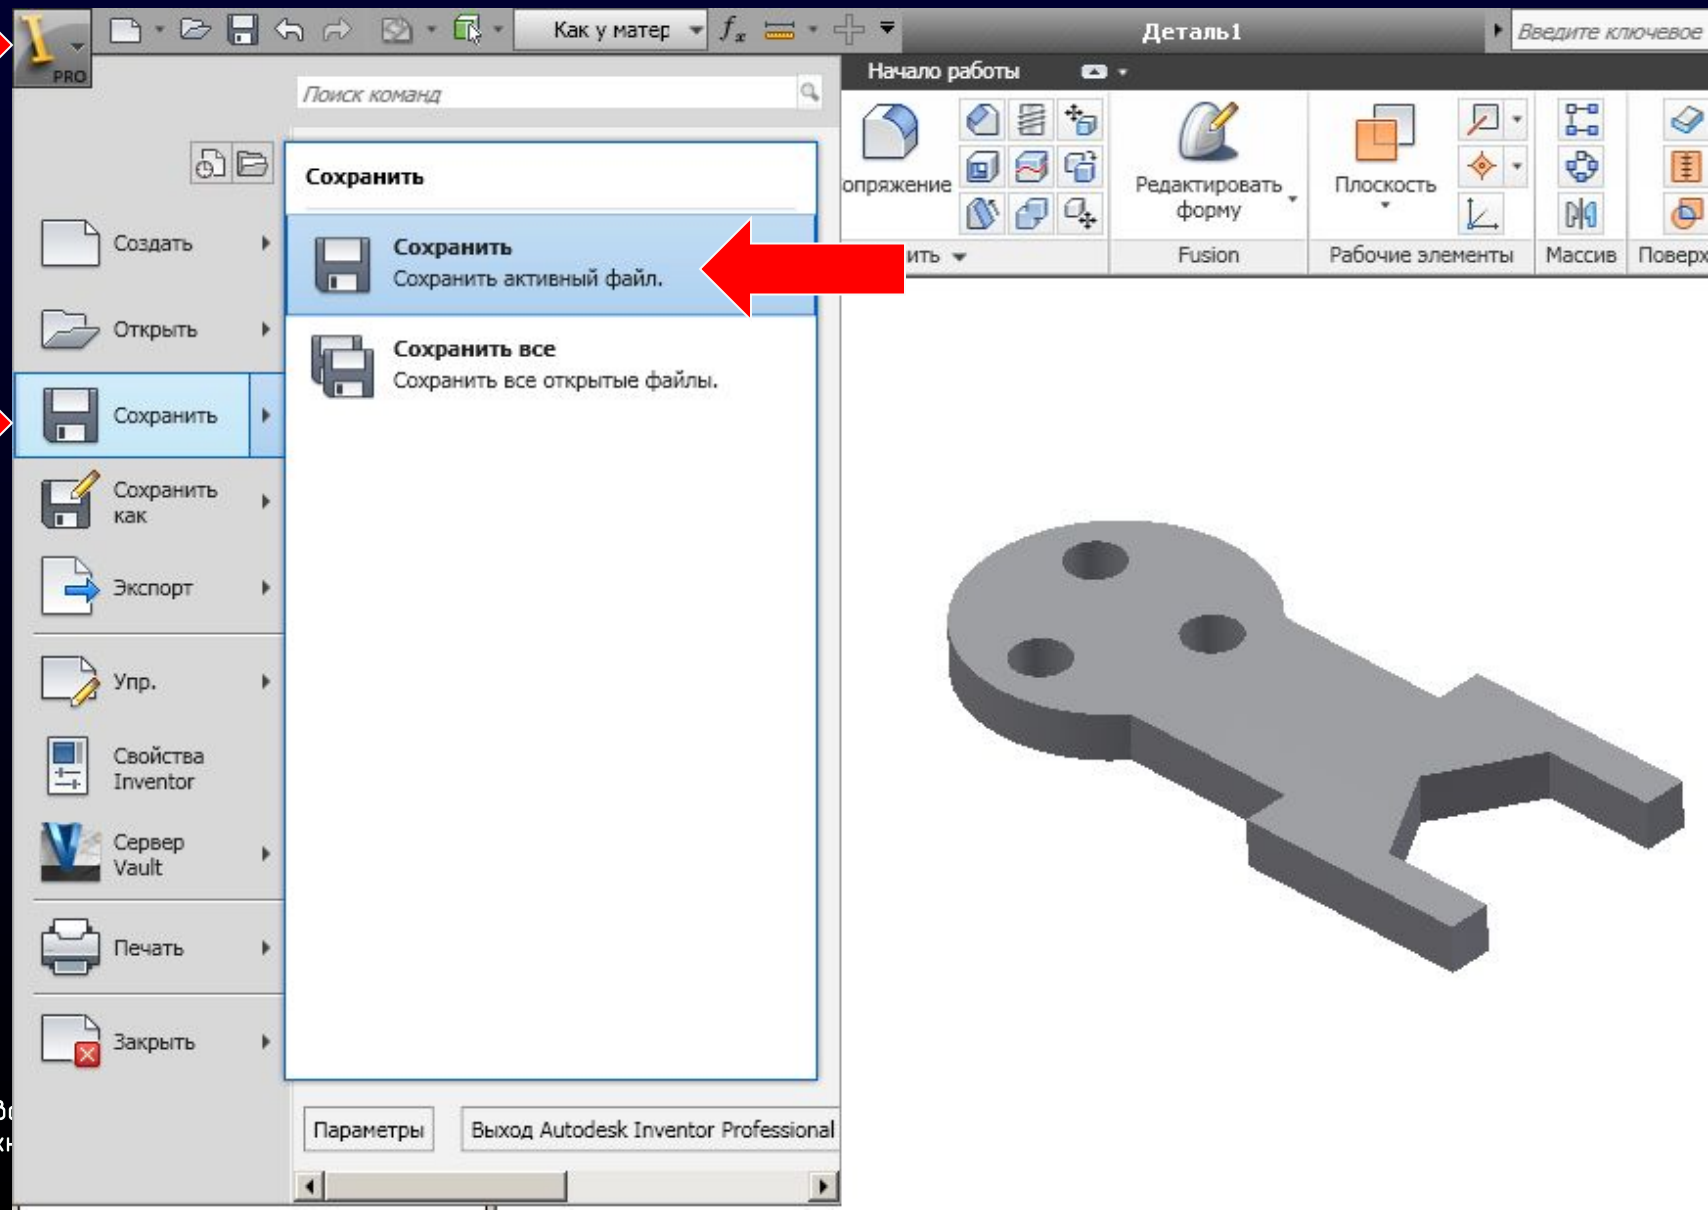 PRO
Как у матер
fx
Деталь1
Введите ключевое
Начало работы
Поиск команд
Сохранить
Сохранить
Сохранить активный файл.
Сохранить все
Сохранить все открытые файлы.
Создать
Открыть
Сохранить
Сохранить
как
Экспорт
Упр.
Свойства
Inventor
Сервер
Vault
Печать
Закрыть
Параметры
Выход Autodesk Inventor Professional
опряжение
Редактировать
форму
Плоскость
ить
Fusion
Рабочие элементы
Массив
Поверх